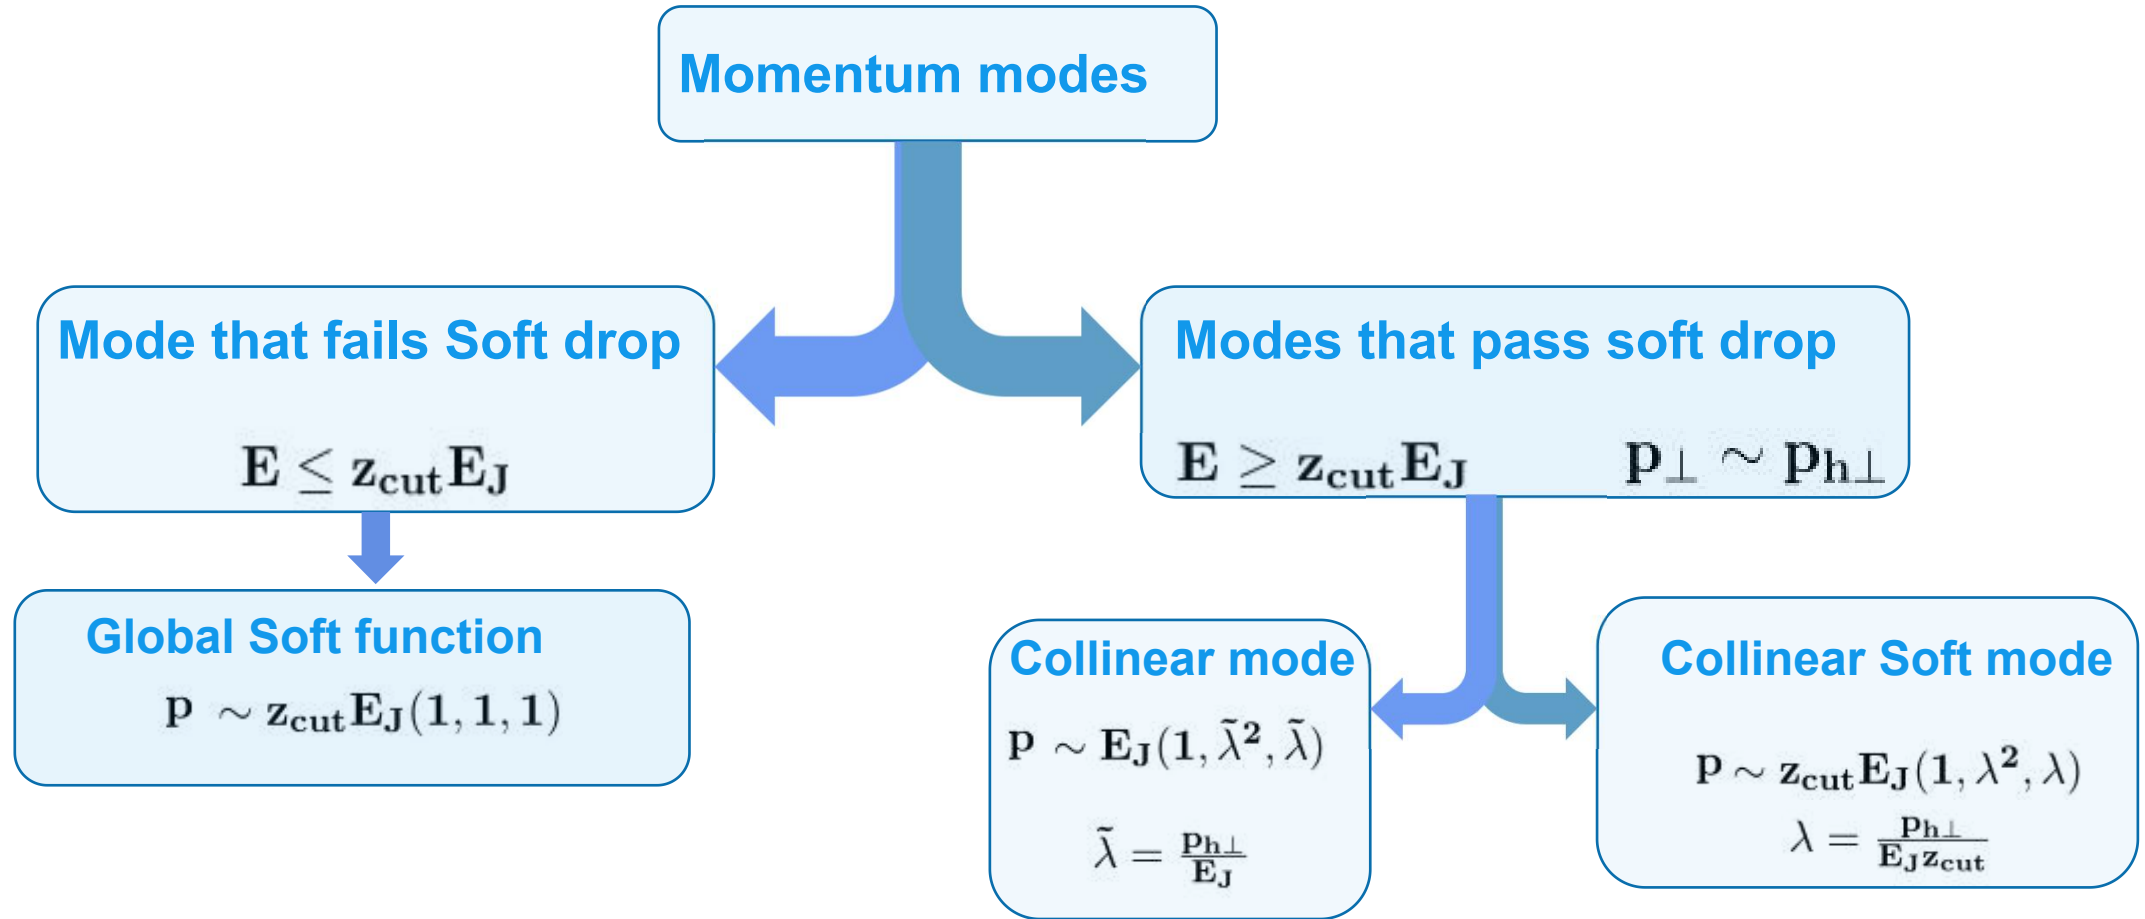 Momentum modes
Mode that fails Soft drop
E ≤ z_cut E_J
Modes that pass soft drop
E ≥ z_cut E_J p_⊥ ∼ p_h⊥
Global Soft function
p ∼ z_cut E_J(1, 1, 1)
Collinear mode
p ∼ E_J(1, λ̃², λ̃)
λ̃ = p_h⊥/E_J
Collinear Soft mode
p ∼ z_cut E_J(1, λ², λ)
λ = p_h⊥/E_J z_cut